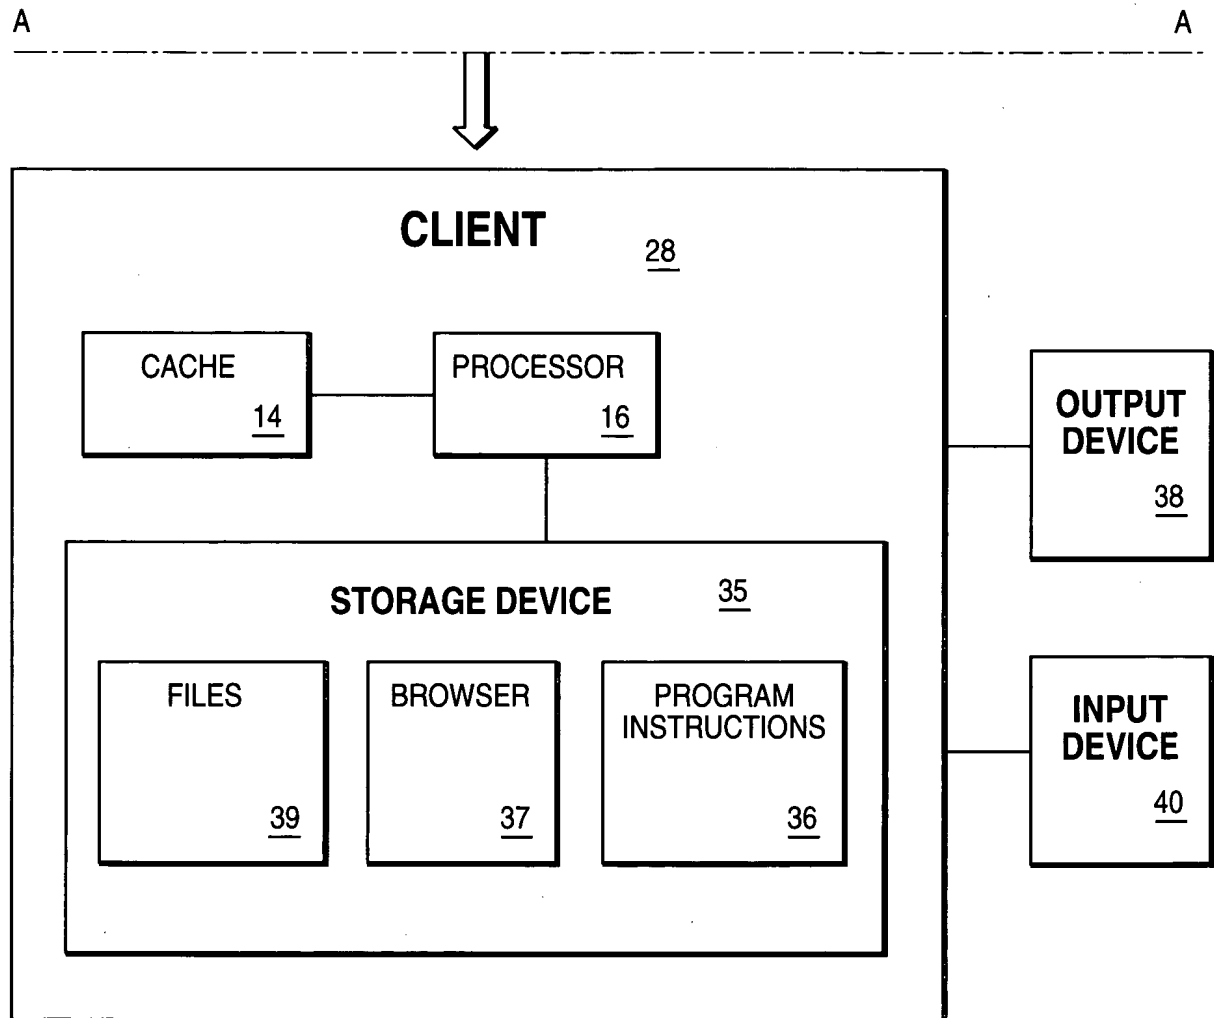 A A
CLIENT
28
CACHE
14
PROCESSOR
16
OUTPUT
DEVICE
38
STORAGE DEVICE 35
FILES
39
BROWSER
37
PROGRAM
INSTRUCTIONS
36
INPUT
DEVICE
40